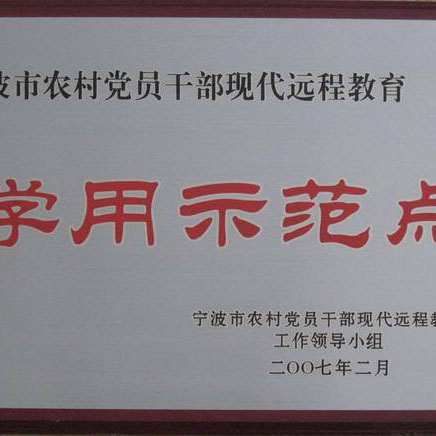 波市农村党员干部现代远程教育
学用示范点
宁波市农村党员干部现代远程教
工作领导小组
二〇〇七年二月